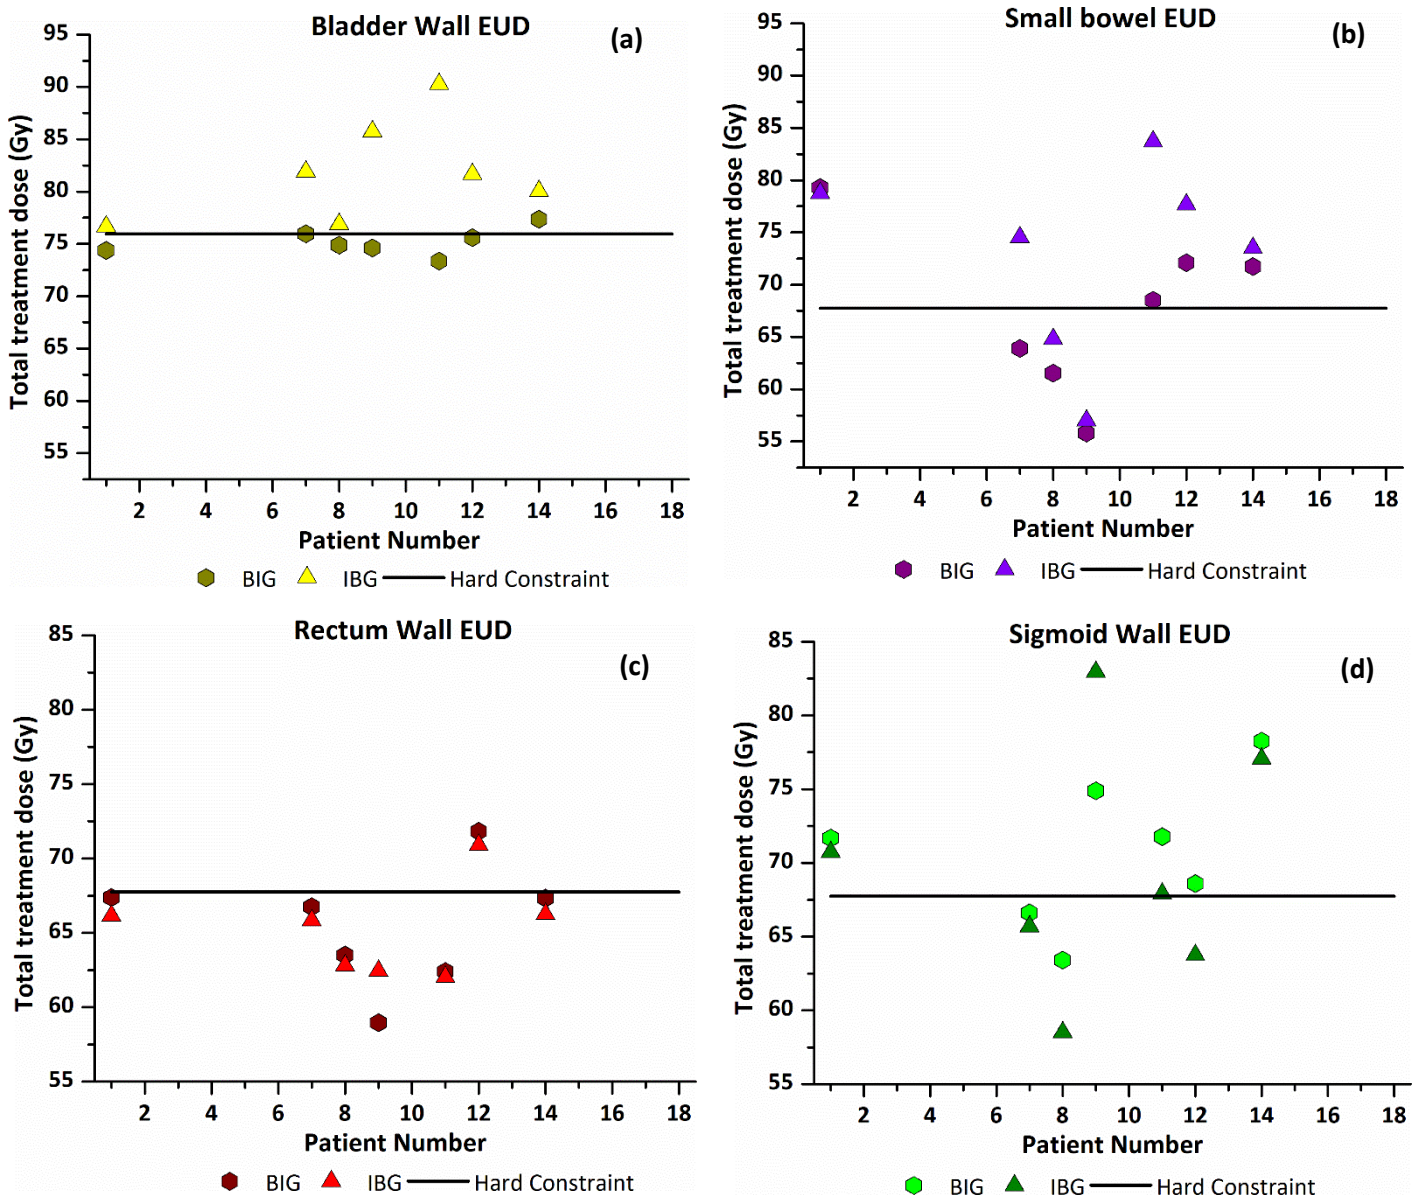 Bladder Wall EUD
(a)
Total treatment dose (Gy)
95
90
85
80
75
70
65
60
55
2 4 6 8 10 12 14 16 18
Patient Number
BIG IBG Hard Constraint
Small bowel EUD
(b)
Total treatment dose (Gy)
95
90
85
80
75
70
65
60
55
2 4 6 8 10 12 14 16 18
Patient Number
BIG IBG Hard Constraint
Rectum Wall EUD
(c)
Total treatment dose (Gy)
85
80
75
70
65
60
55
2 4 6 8 10 12 14 16 18
Patient Number
BIG IBG Hard Constraint
Sigmoid Wall EUD
(d)
Total treatment dose (Gy)
85
80
75
70
65
60
55
2 4 6 8 10 12 14 16 18
Patient Number
BIG IBG Hard Constraint